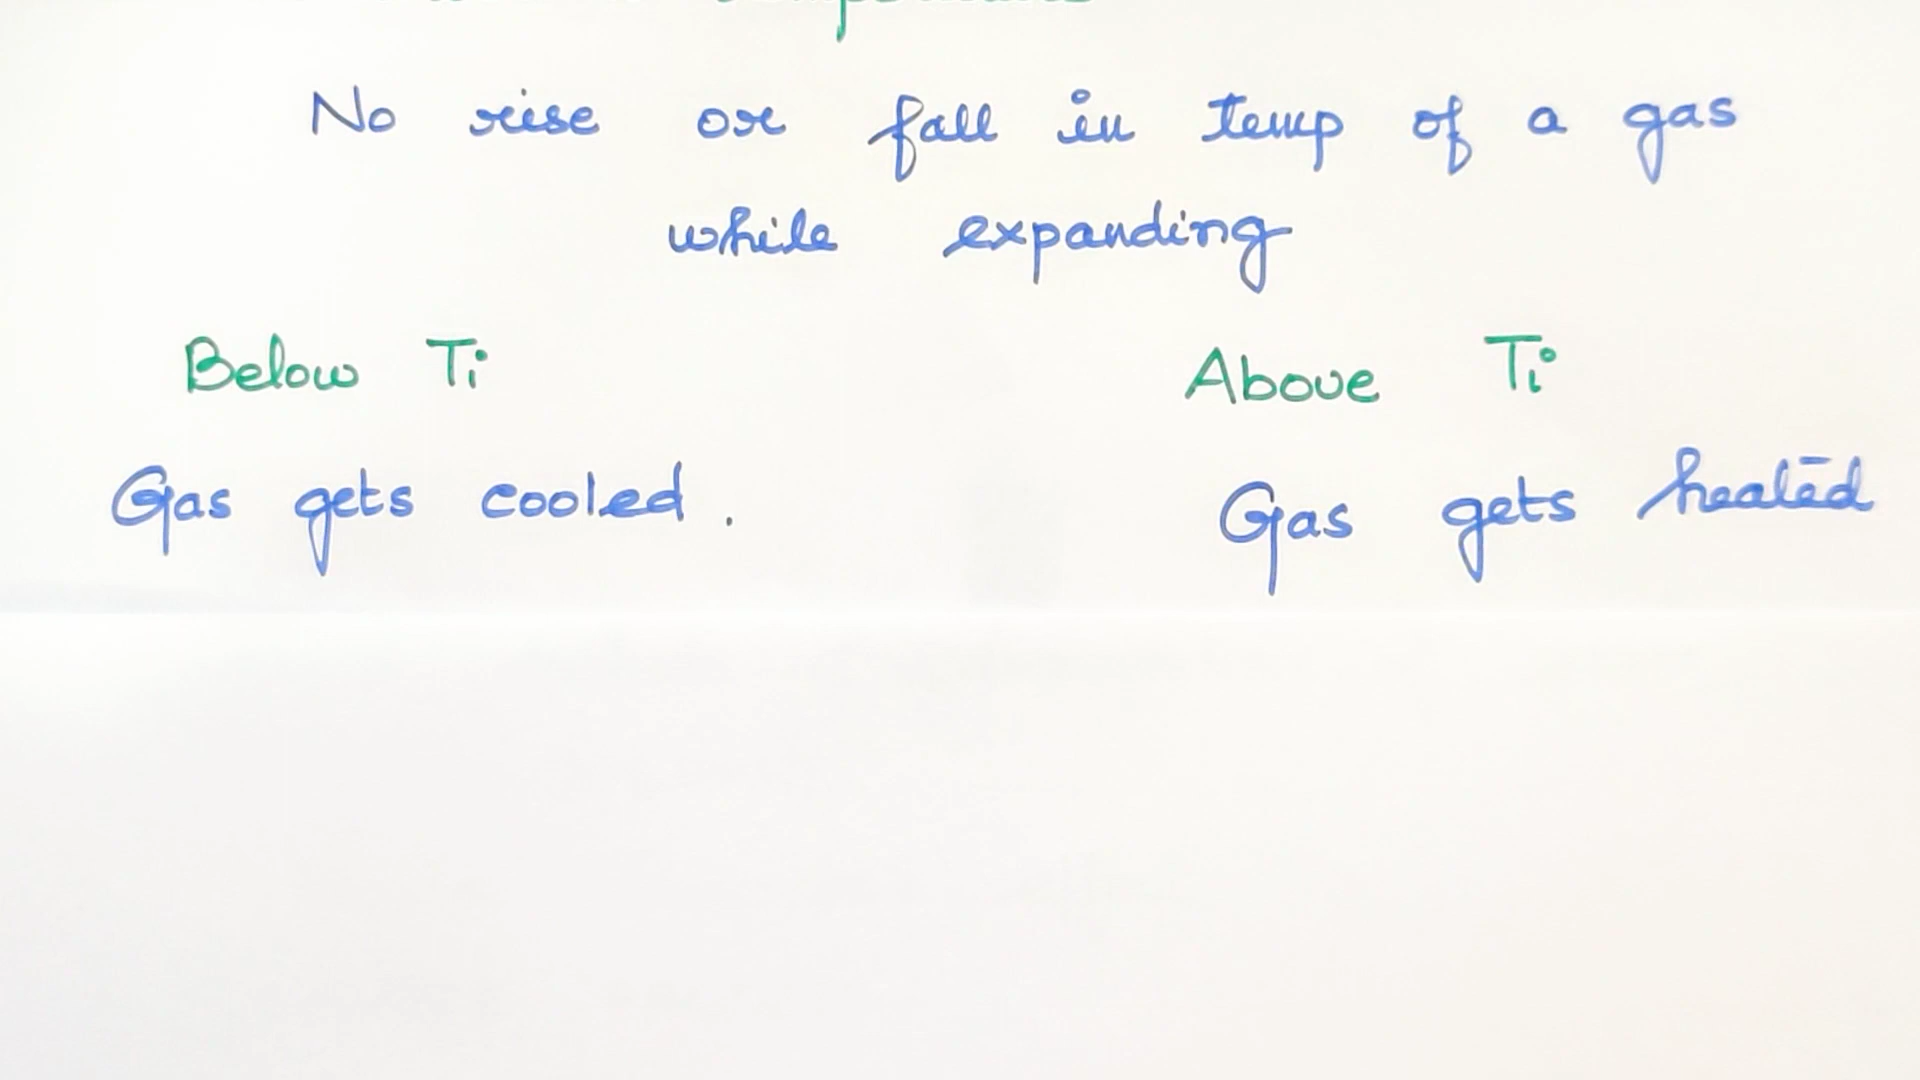 No rise or fall in temp of a gas
while expanding
Below Ti
Above Ti
Gas gets cooled.
Gas gets heated